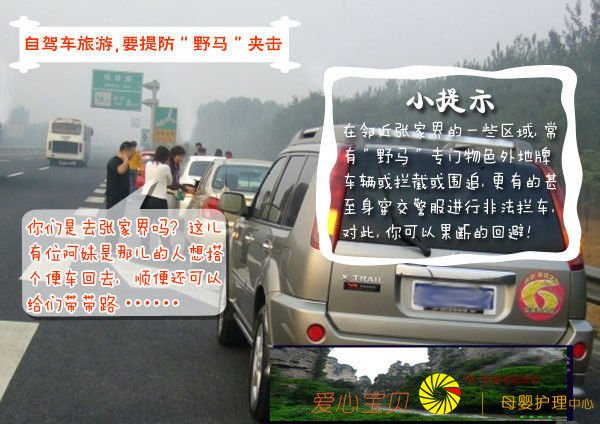 自驾车旅游,要提防“野马”夹击
小提示
在邻近张家界的一些区域,常
有“野马”专门物色外地牌
车辆或拦截或围追,更有的甚
至身穿交警服进行非法拦车,
对此,你可以果断的回避!
你们是去张家界吗?这儿
有位阿妹是那儿的人想搭
个便车回去,顺便还可以
给们带带路······
X-TRAIL
爱心宝贝
母婴护理中心